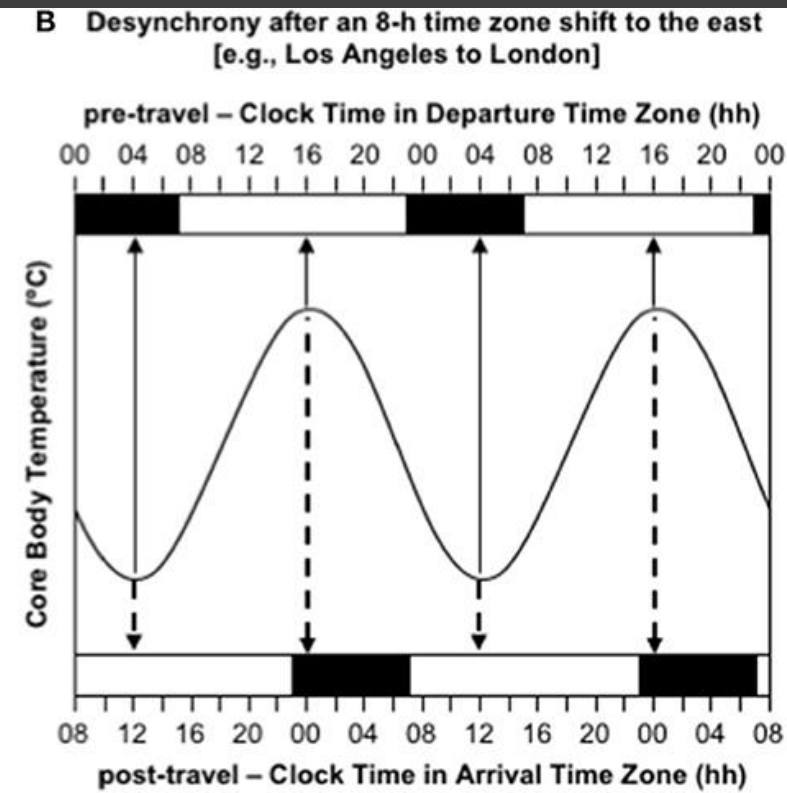 B Desynchrony after an 8-h time zone shift to the east
[e.g., Los Angeles to London]
pre-travel – Clock Time in Departure Time Zone (hh)
00 04 08 12 16 20 00 04 08 12 16 20 00
Core Body Temperature (°C)
08 12 16 20 00 04 08 12 16 20 00 04 08
post-travel – Clock Time in Arrival Time Zone (hh)